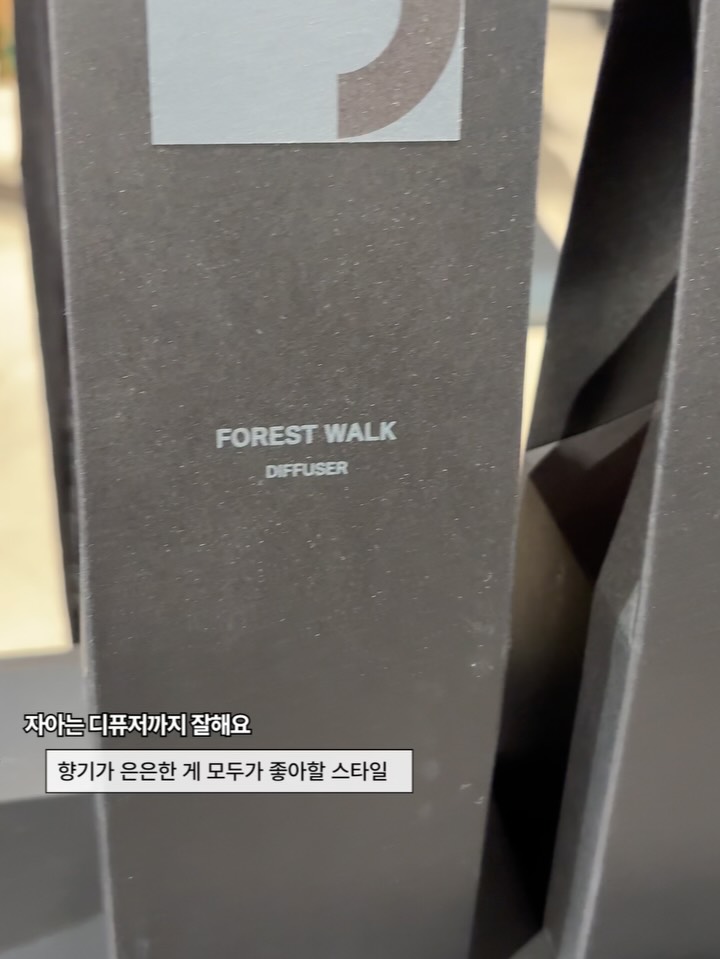 FOREST WALK
DIFFUSER
자아는 디퓨저까지 잘해요
향기가 은은한 게 모두가 좋아할 스타일